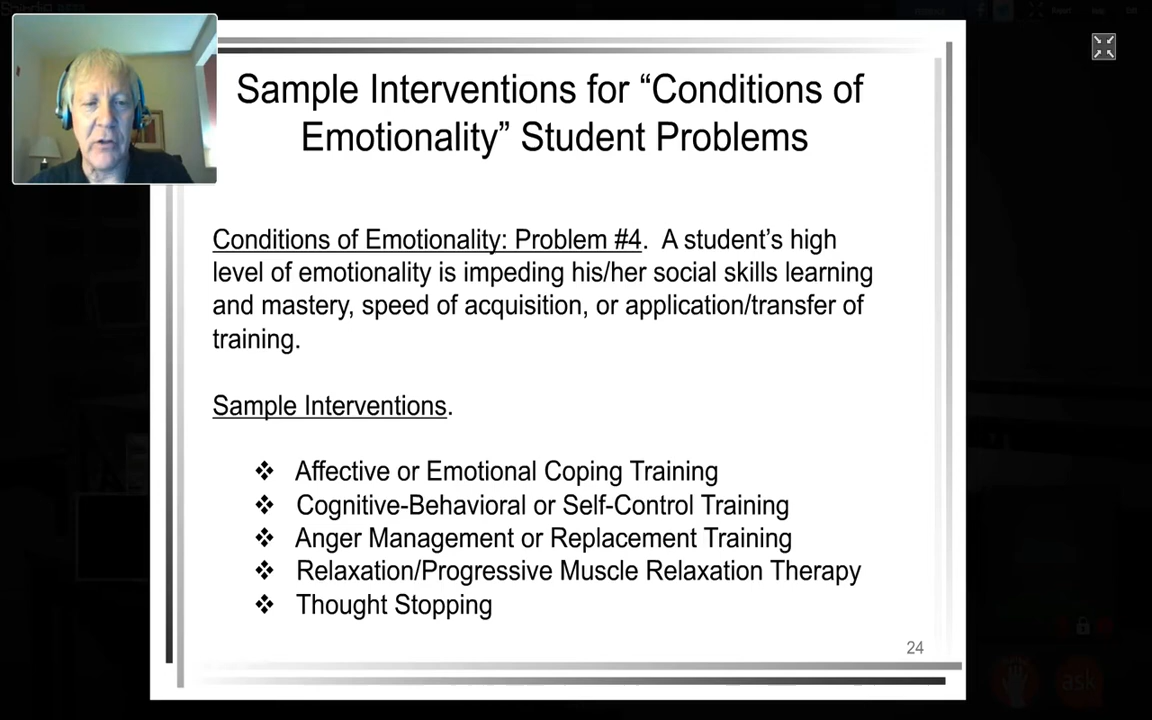 Sample Interventions for “Conditions of
Emotionality” Student Problems
Conditions of Emotionality: Problem #4. A student’s high
level of emotionality is impeding his/her social skills learning
and mastery, speed of acquisition, or application/transfer of
training.
Sample Interventions.
❖ Affective or Emotional Coping Training
❖ Cognitive-Behavioral or Self-Control Training
❖ Anger Management or Replacement Training
❖ Relaxation/Progressive Muscle Relaxation Therapy
❖ Thought Stopping
24
ask